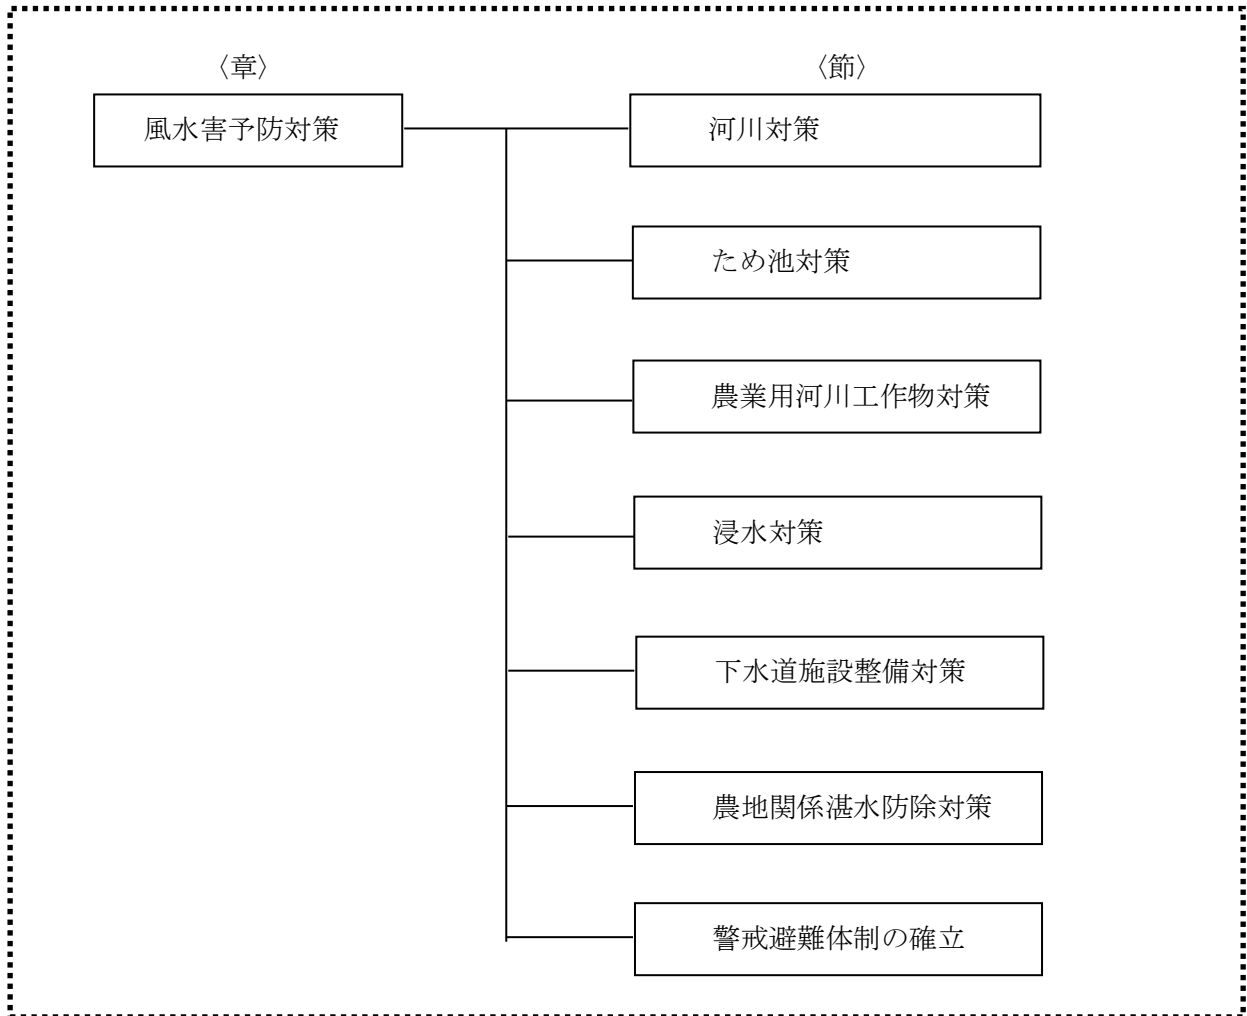 〈章〉
〈節〉
風水害予防対策
河川対策
ため池対策
農業用河川工作物対策
浸水対策
下水道施設整備対策
農地関係湛水防除対策
警戒避難体制の確立